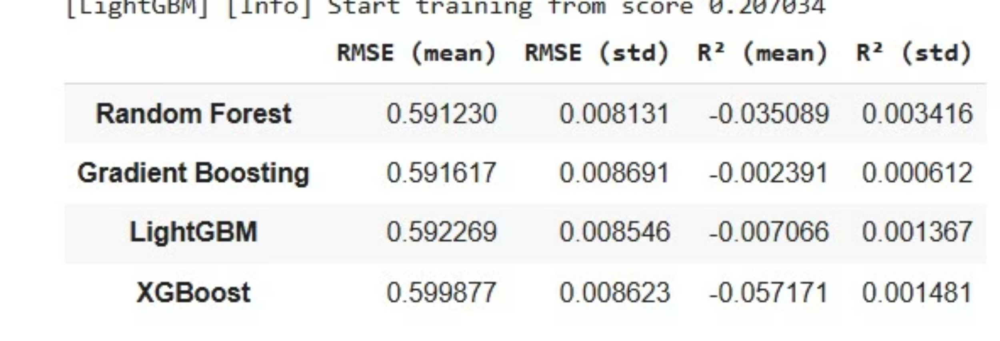 [LightGBM] [Info] Start training from score 0.207034
RMSE (mean) RMSE (std) R² (mean) R² (std)
Random Forest 0.591230 0.008131 -0.035089 0.003416
Gradient Boosting 0.591617 0.008691 -0.002391 0.000612
LightGBM 0.592269 0.008546 -0.007066 0.001367
XGBoost 0.599877 0.008623 -0.057171 0.001481